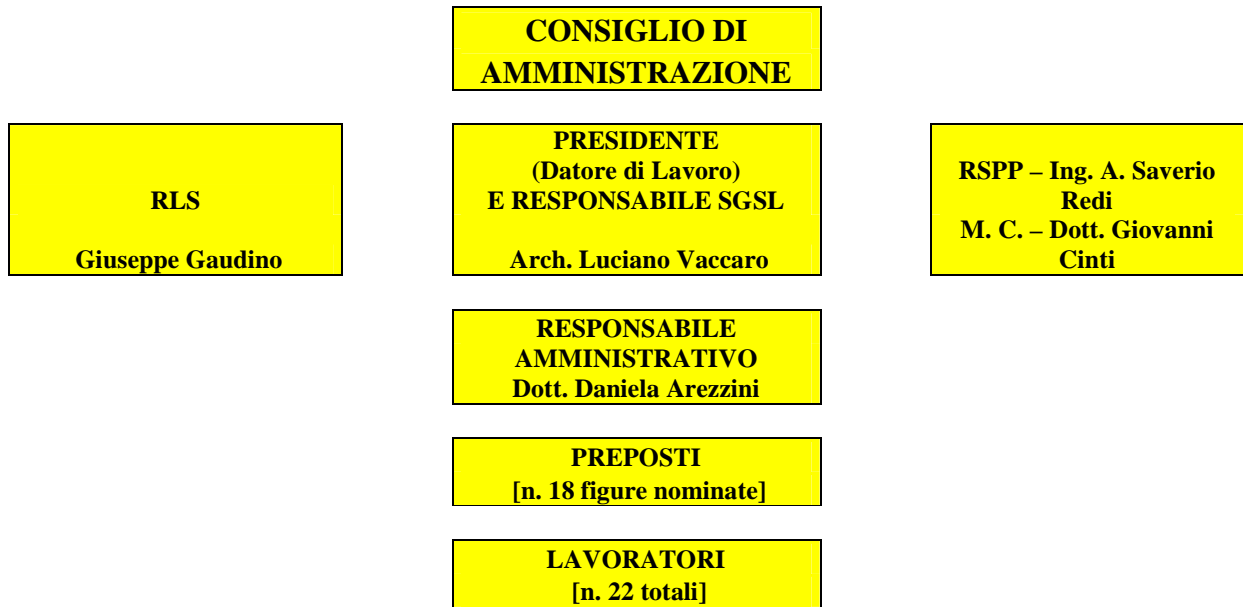 CONSIGLIO DI
AMMINISTRAZIONE
RLS
Giuseppe Gaudino
PRESIDENTE
(Datore di Lavoro)
E RESPONSABILE SGSL
Arch. Luciano Vaccaro
RSPP – Ing. A. Saverio
Redi
M. C. – Dott. Giovanni
Cinti
RESPONSABILE
AMMINISTRATIVO
Dott. Daniela Arezzini
PREPOSTI
[n. 18 figure nominate]
LAVORATORI
[n. 22 totali]